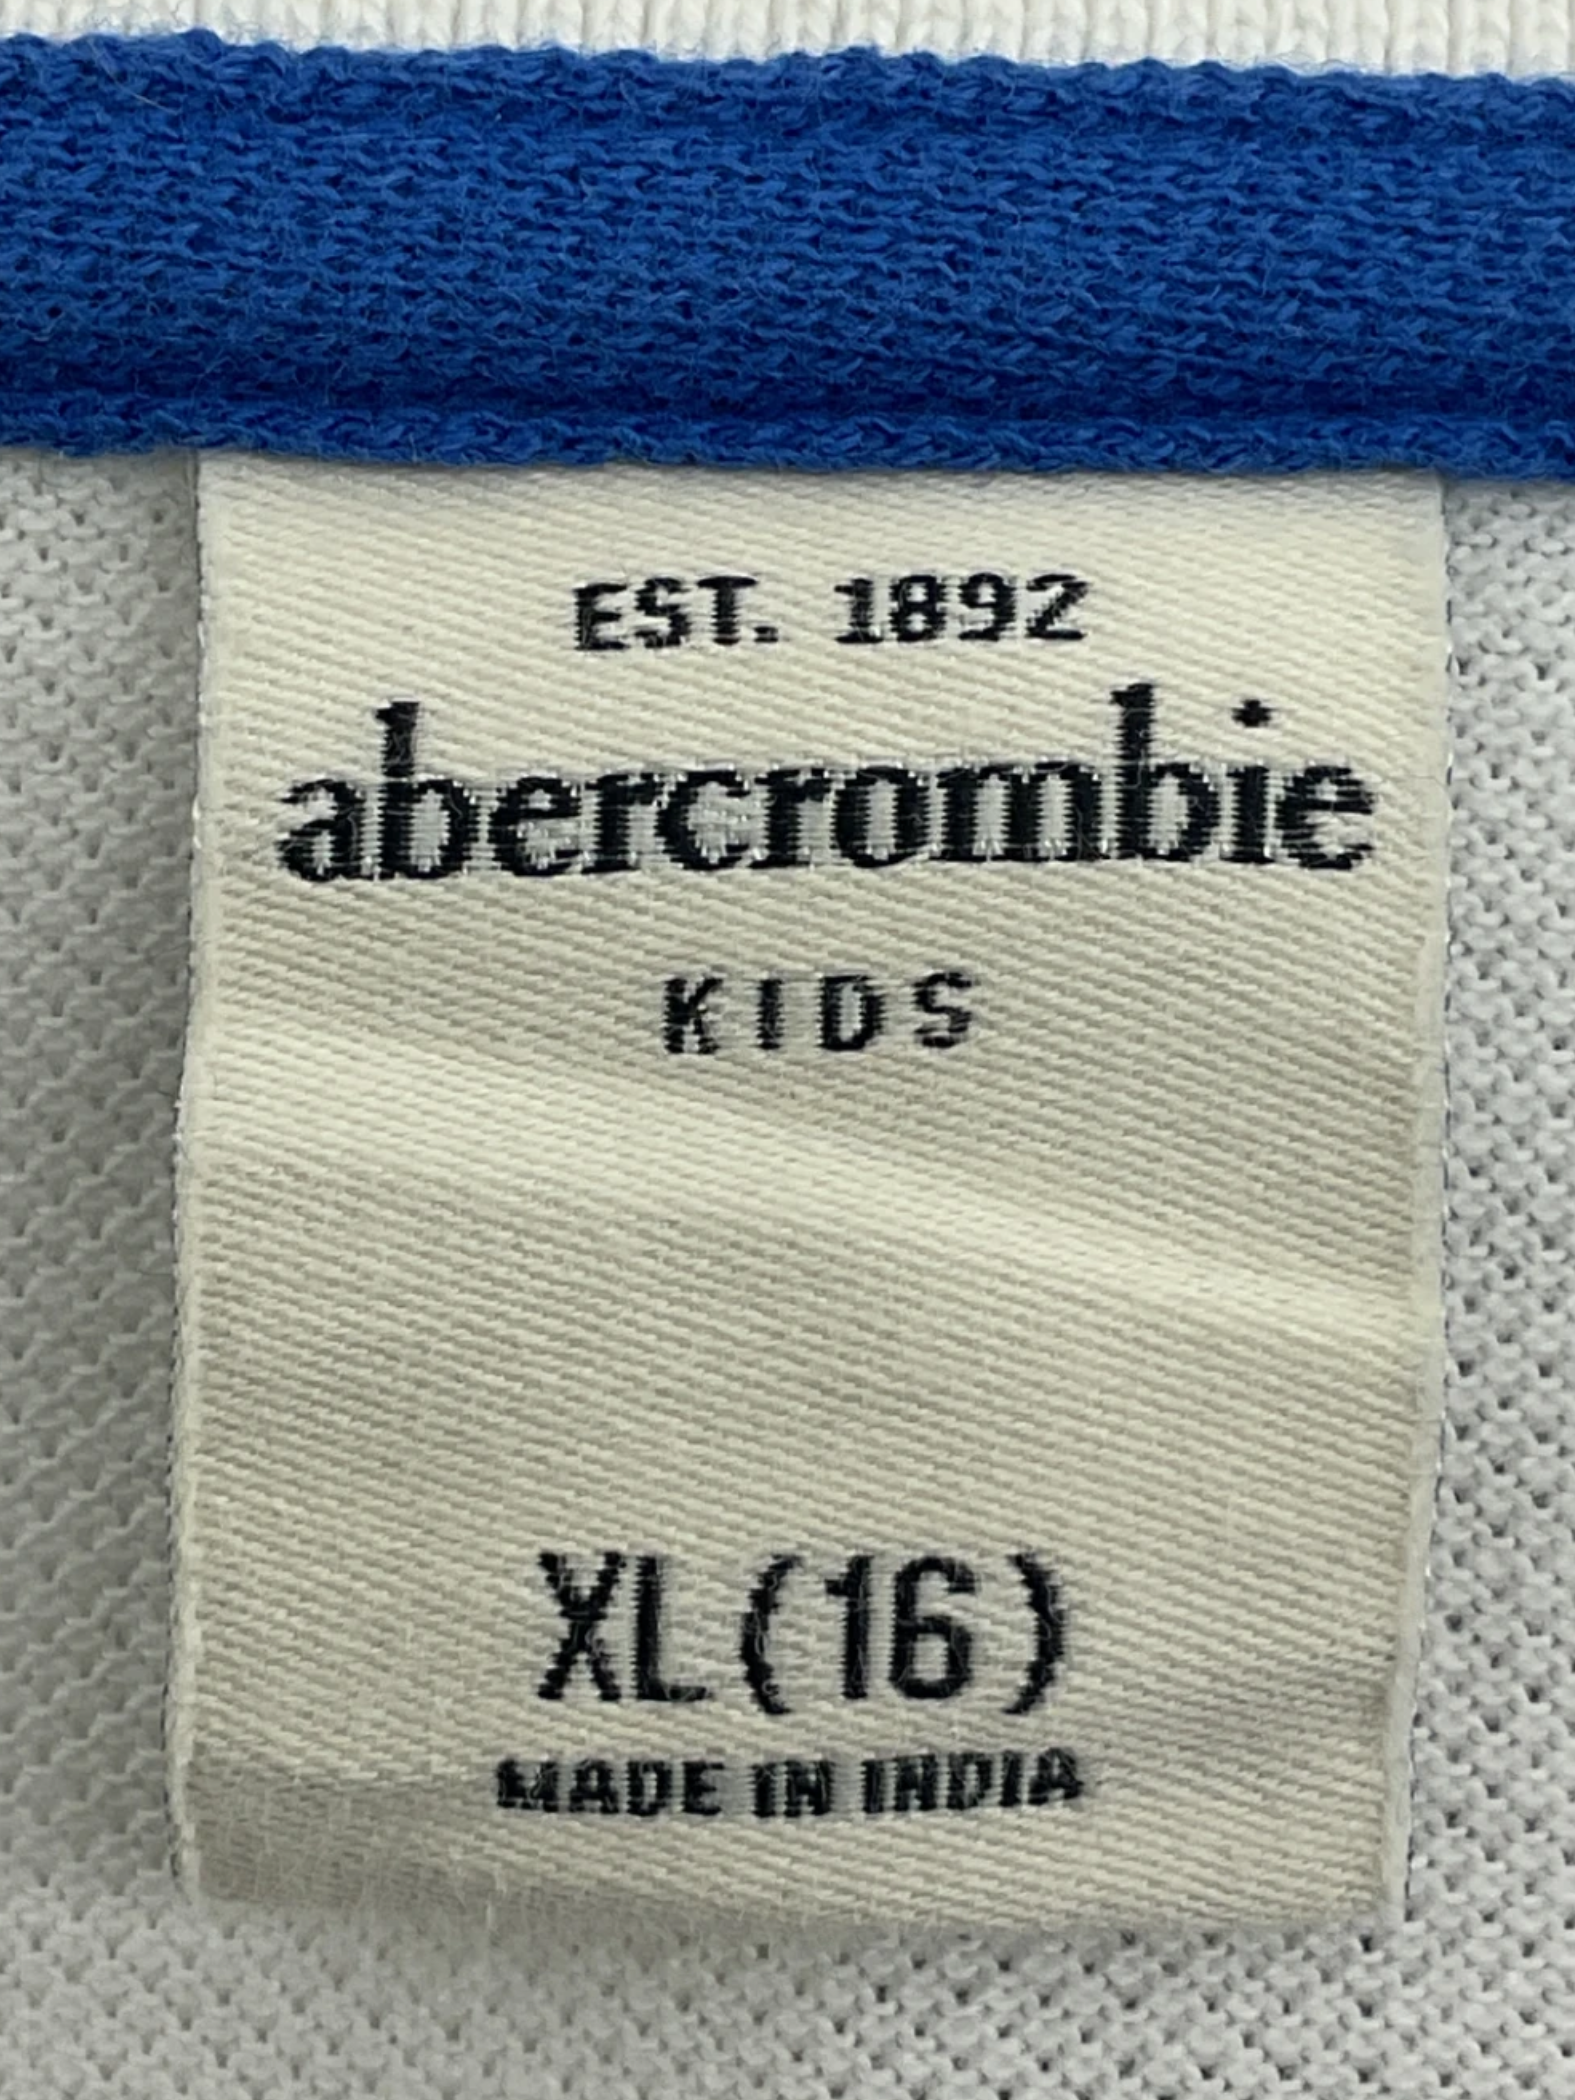 EST. 1892
abercrombie
KIDS
XL(16)
MADE IN INDIA